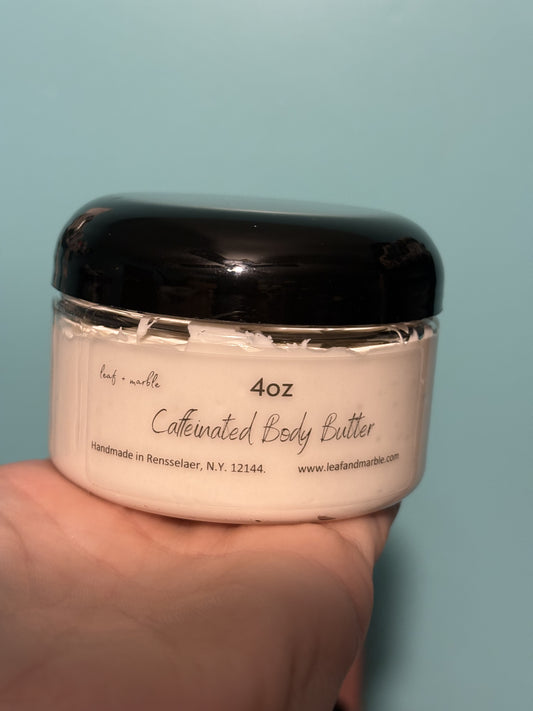 leaf + marble
4oz
Caffeinated Body Butter
Handmade in Rensselaer, N.Y. 12144.
www.leafandmarble.com